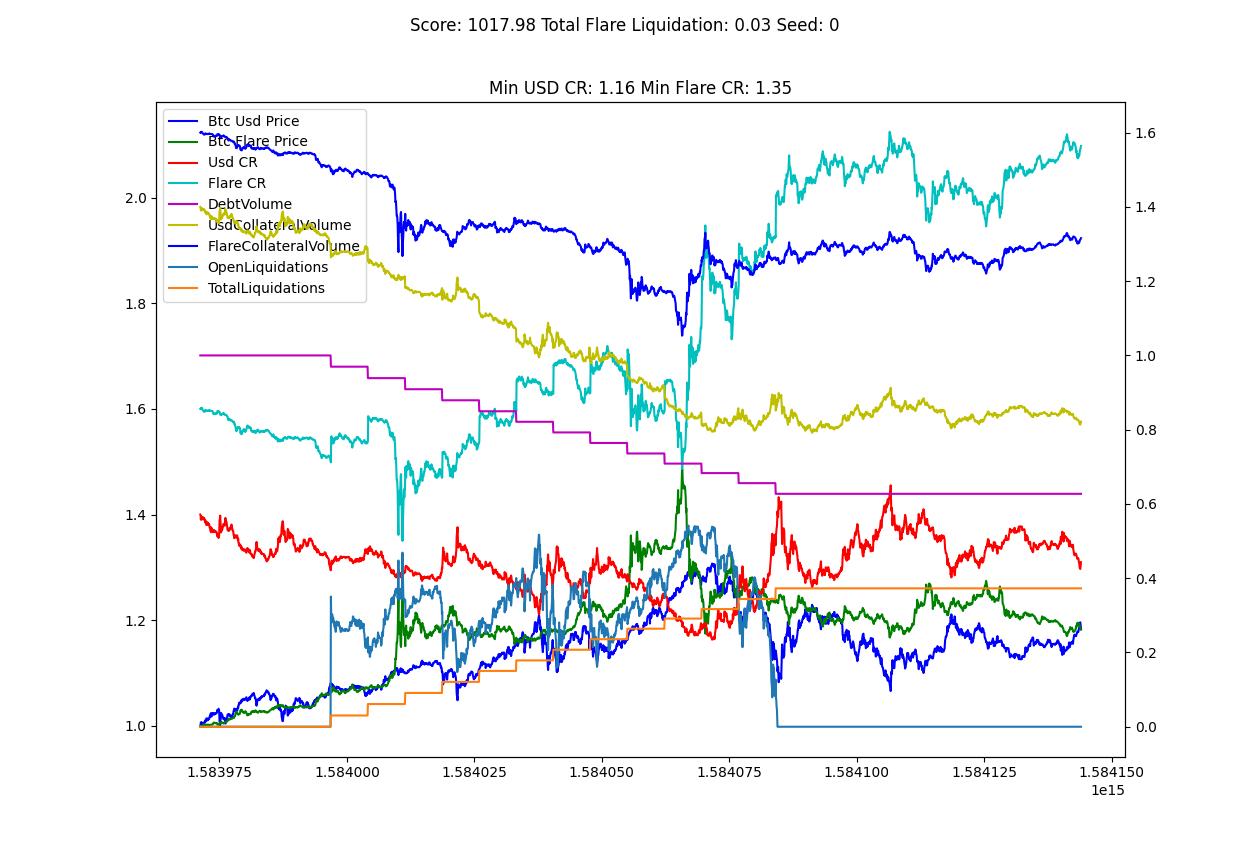 Score: 1017.98 Total Flare Liquidation: 0.03 Seed: 0
Min USD CR: 1.16 Min Flare CR: 1.35
Btc Usd Price
Btc Flare Price
Usd CR
Flare CR
DebtVolume
UsdCollateralVolume
FlareCollateralVolume
OpenLiquidations
TotalLiquidations
2.0
1.8
1.6
1.4
1.2
1.0
1.6
1.4
1.2
1.0
0.8
0.6
0.4
0.2
0.0
1.583975 1.584000 1.584025 1.584050 1.584075 1.584100 1.584125 1.584150
1e15